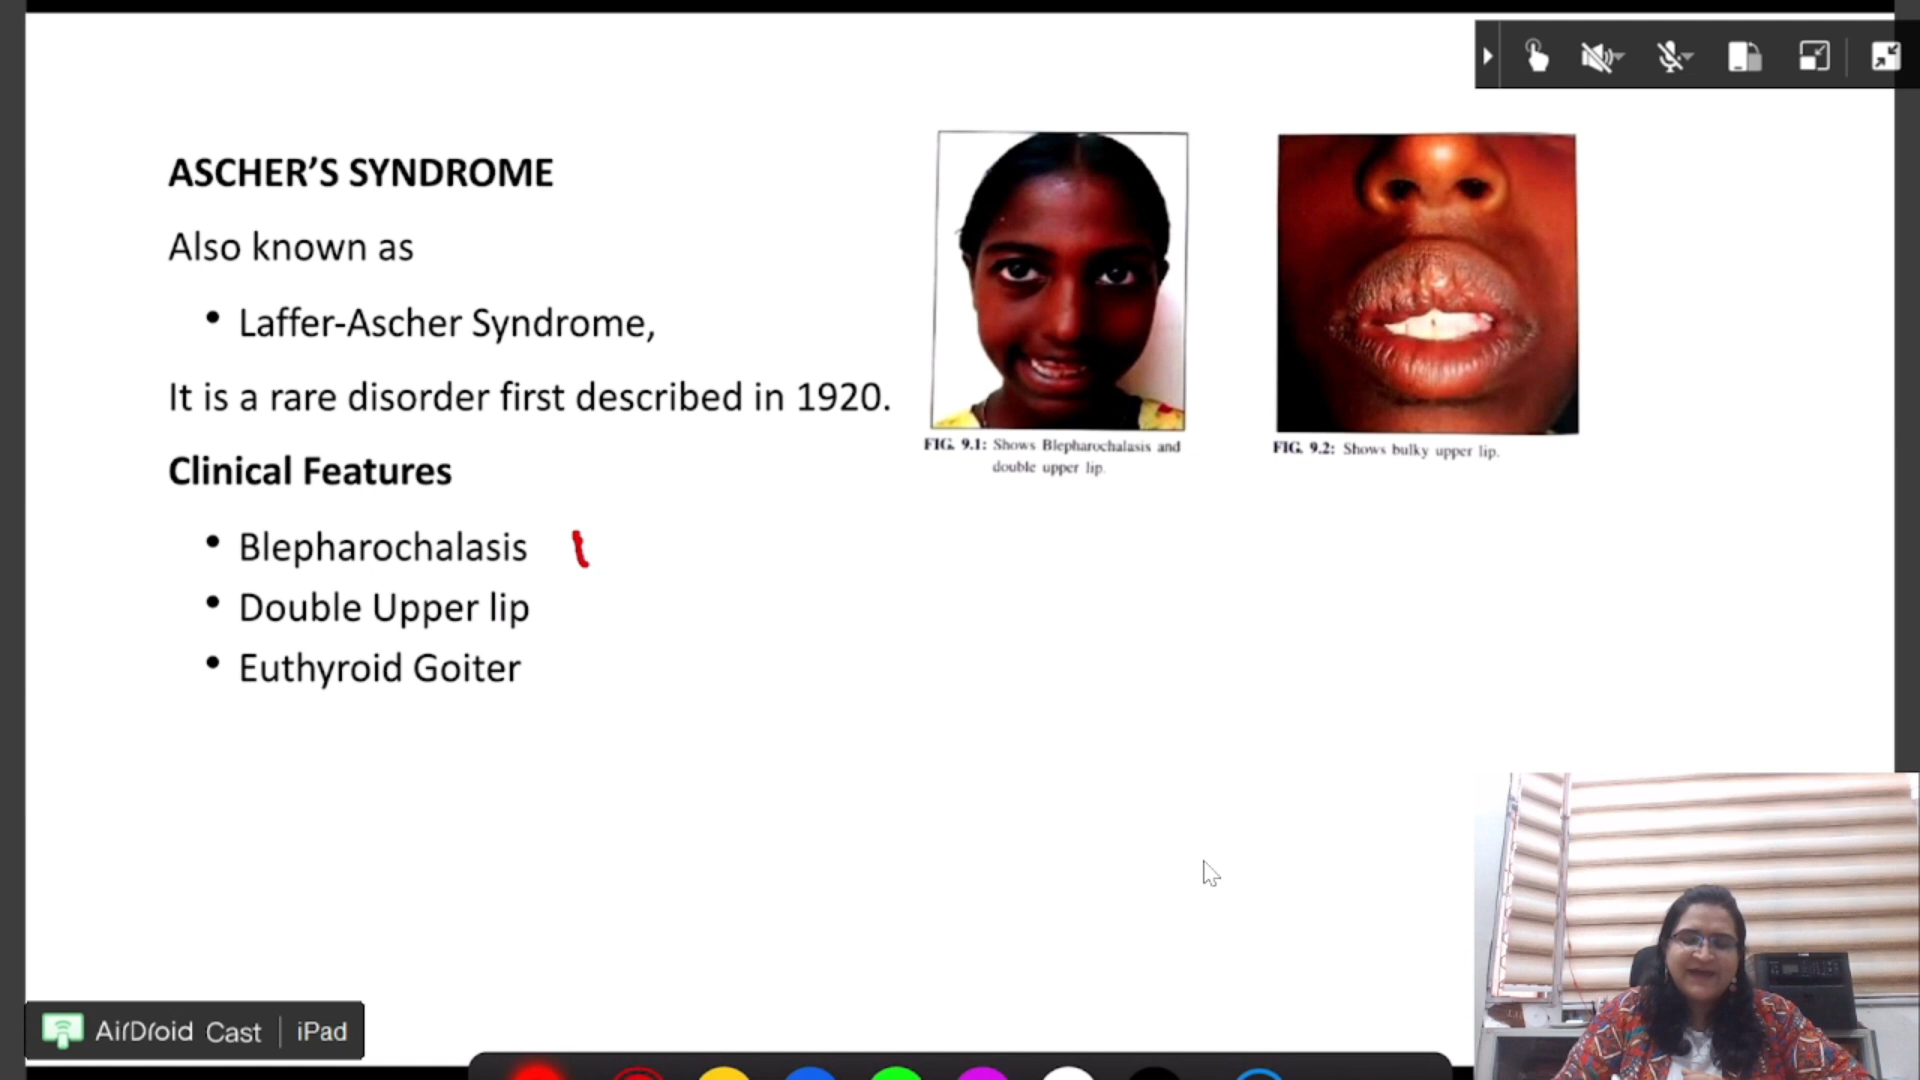 ASCHER’S SYNDROME
Also known as
• Laffer-Ascher Syndrome,
It is a rare disorder first described in 1920.
Clinical Features
• Blepharochalasis
• Double Upper lip
• Euthyroid Goiter
FIG. 9.1: Shows Blepharochalasis and
double upper lip.
FIG. 9.2: Shows bulky upper lip.
AirDroid Cast | iPad